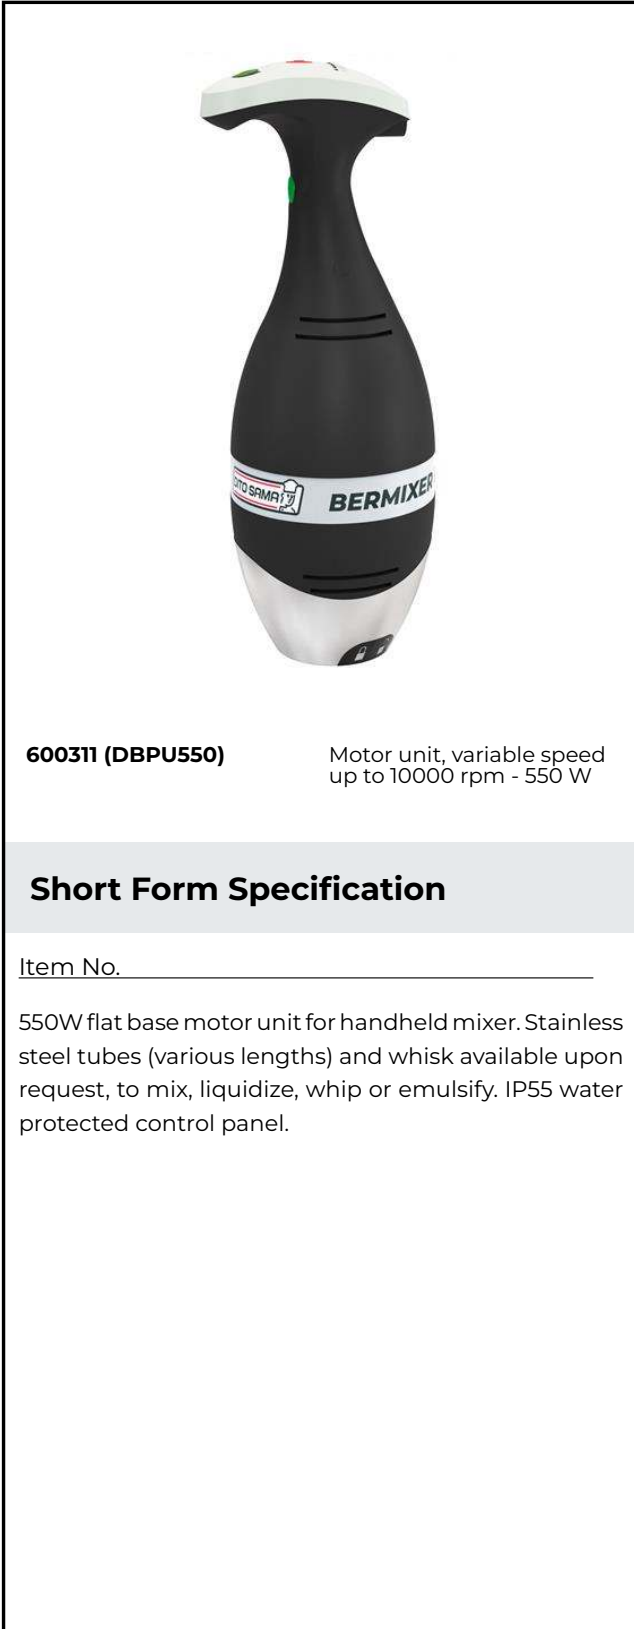 DITO SAMA
BERMIXER
600311 (DBPU550)
Motor unit, variable speed
up to 10000 rpm - 550 W
Short Form Specification
Item No.
550W flat base motor unit for handheld mixer. Stainless
steel tubes (various lengths) and whisk available upon
request, to mix, liquidize, whip or emulsify. IP55 water
protected control panel.